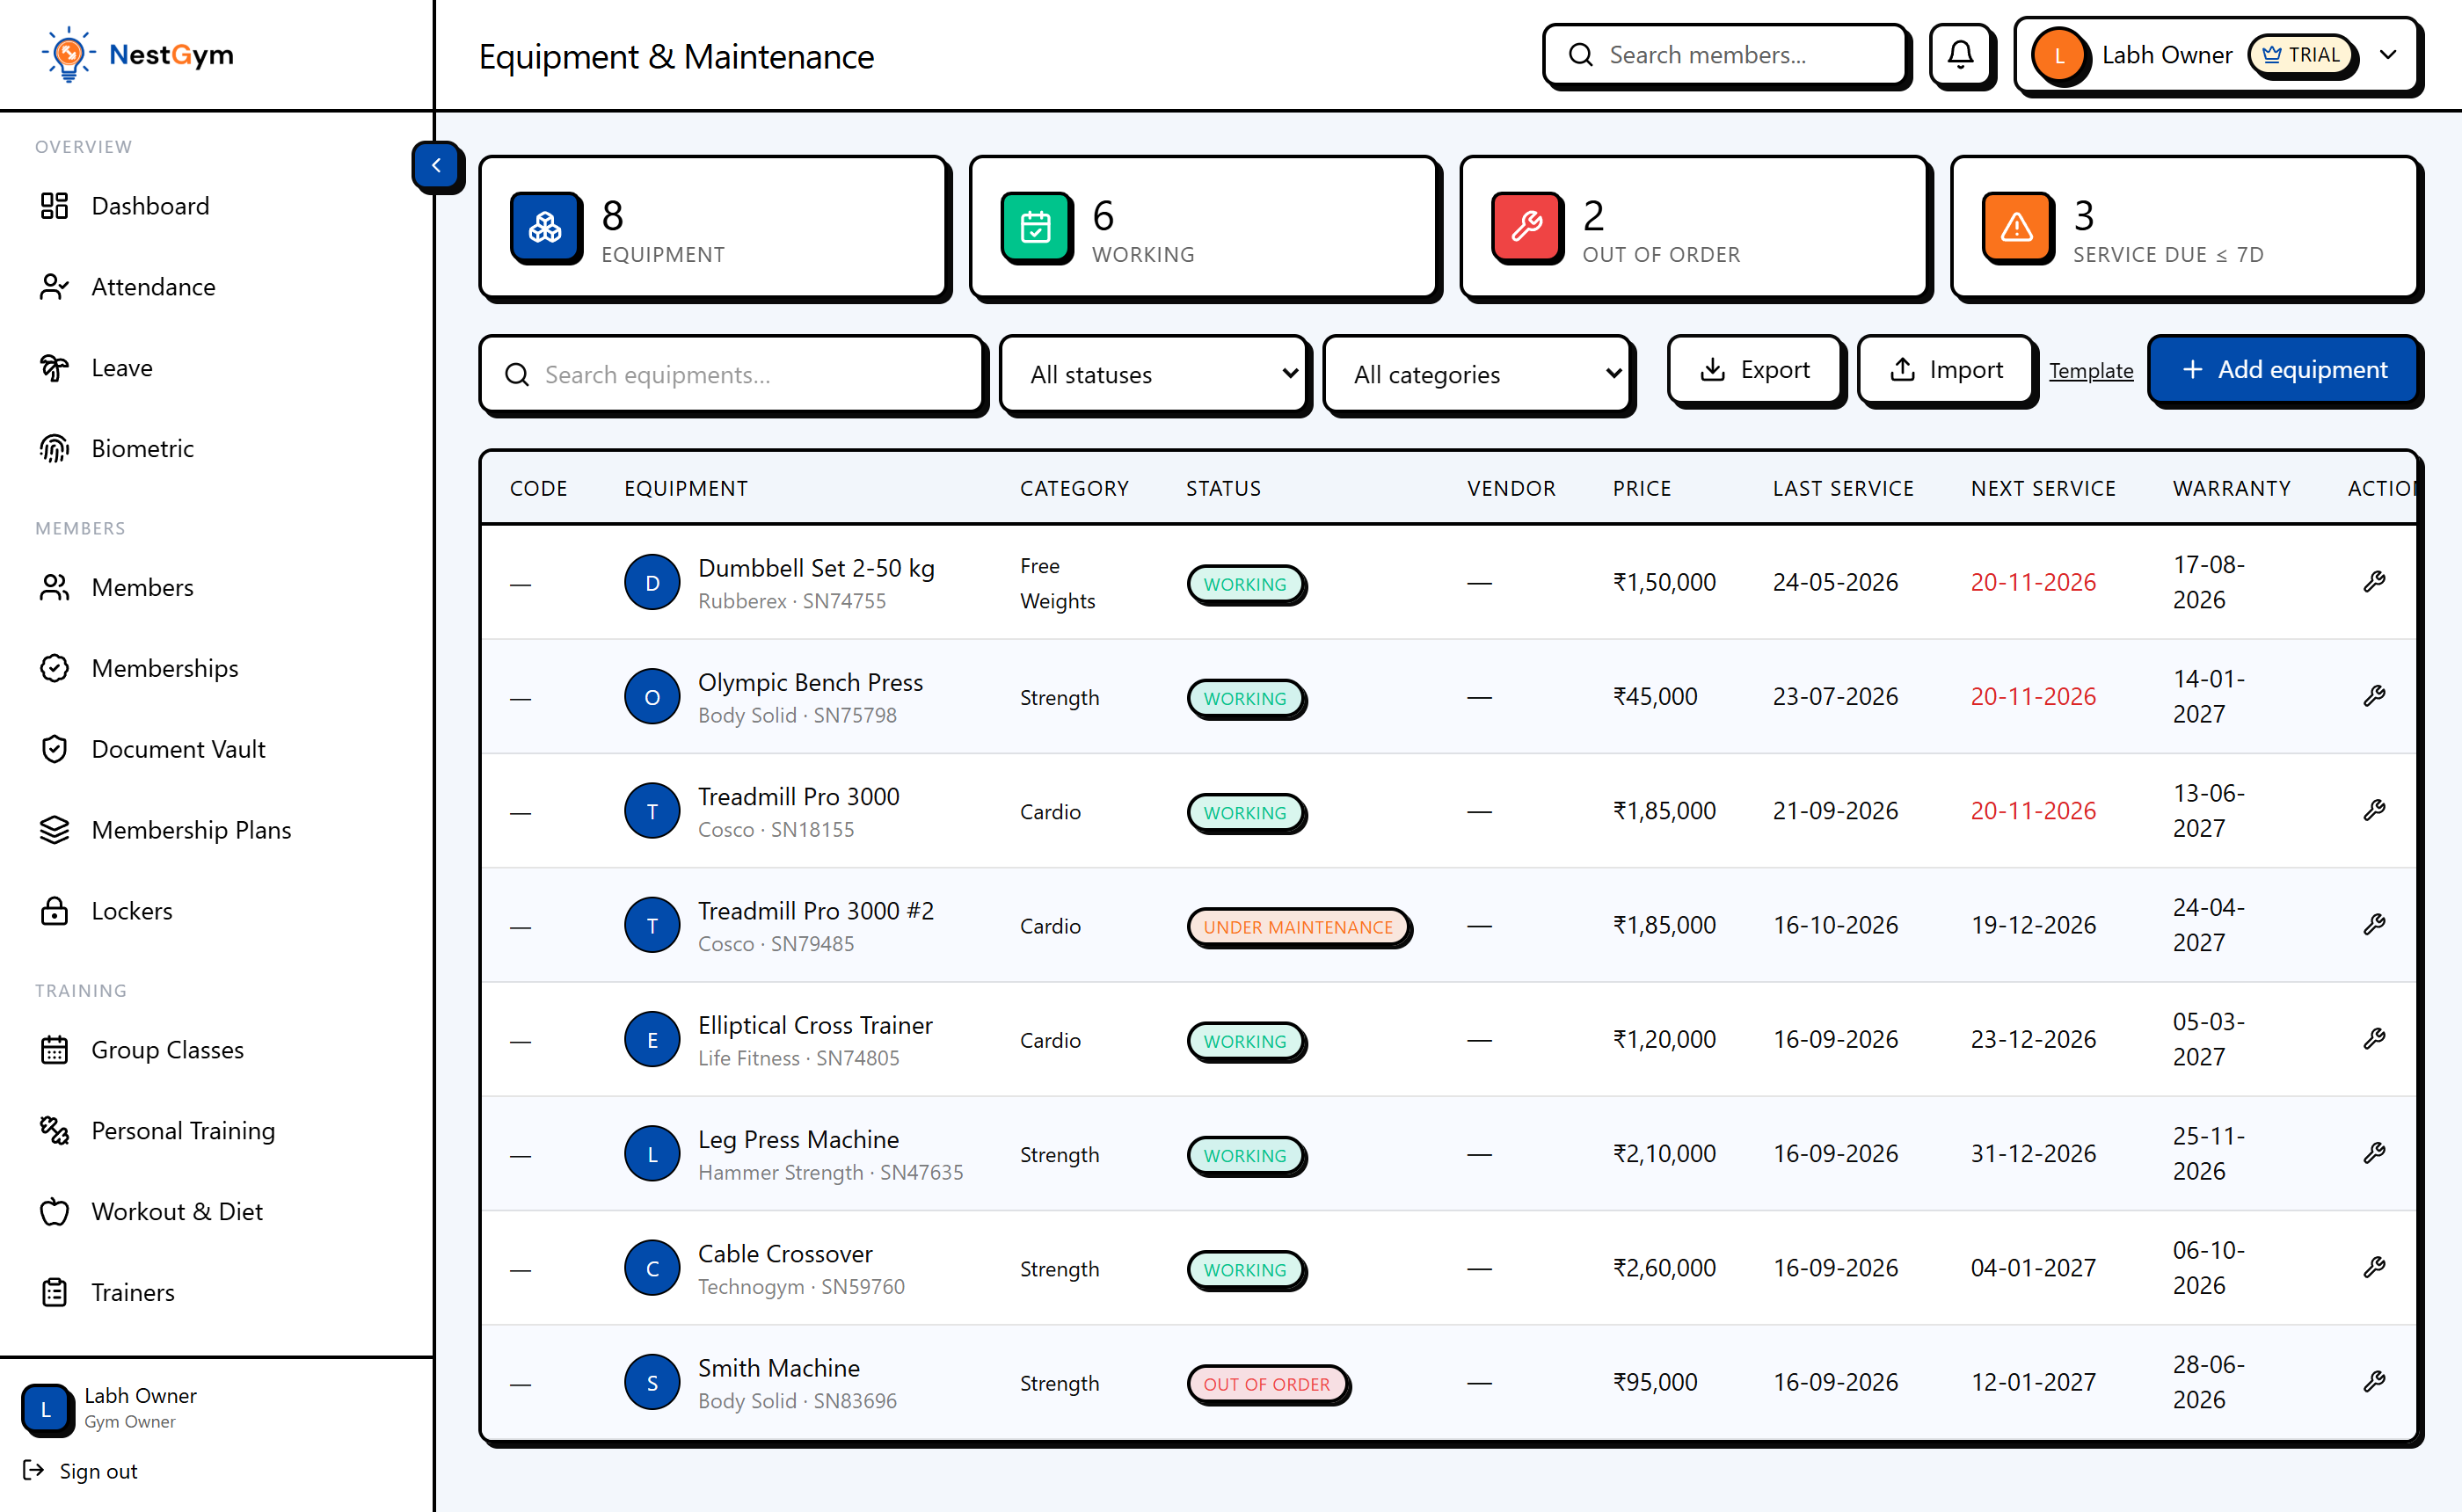 NestGym
Equipment & Maintenance
Search members...
L
Labh Owner
TRIAL
OVERVIEW
Dashboard
Attendance
Leave
Biometric
MEMBERS
Members
Memberships
Document Vault
Membership Plans
Lockers
TRAINING
Group Classes
Personal Training
Workout & Diet
Trainers
L
Labh Owner
Gym Owner
Sign out
8
EQUIPMENT
6
WORKING
2
OUT OF ORDER
3
SERVICE DUE ≤ 7D
Search equipments...
All statuses
All categories
Export
Import
Template
+ Add equipment
CODE EQUIPMENT CATEGORY STATUS VENDOR PRICE LAST SERVICE NEXT SERVICE WARRANTY ACTION
— D Dumbbell Set 2-50 kg Free WORKING — ₹1,50,000 24-05-2026 20-11-2026 17-08-
Rubberex · SN74755 Weights 2026
— O Olympic Bench Press Strength WORKING — ₹45,000 23-07-2026 20-11-2026 14-01-
Body Solid · SN75798 2027
— T Treadmill Pro 3000 Cardio WORKING — ₹1,85,000 21-09-2026 20-11-2026 13-06-
Cosco · SN18155 2027
— T Treadmill Pro 3000 #2 Cardio UNDER MAINTENANCE — ₹1,85,000 16-10-2026 19-12-2026 24-04-
Cosco · SN79485 2027
— E Elliptical Cross Trainer Cardio WORKING — ₹1,20,000 16-09-2026 23-12-2026 05-03-
Life Fitness · SN74805 2027
— L Leg Press Machine Strength WORKING — ₹2,10,000 16-09-2026 31-12-2026 25-11-
Hammer Strength · SN47635 2026
— C Cable Crossover Strength WORKING — ₹2,60,000 16-09-2026 04-01-2027 06-10-
Technogym · SN59760 2026
— S Smith Machine Strength OUT OF ORDER — ₹95,000 16-09-2026 12-01-2027 28-06-
Body Solid · SN83696 2026